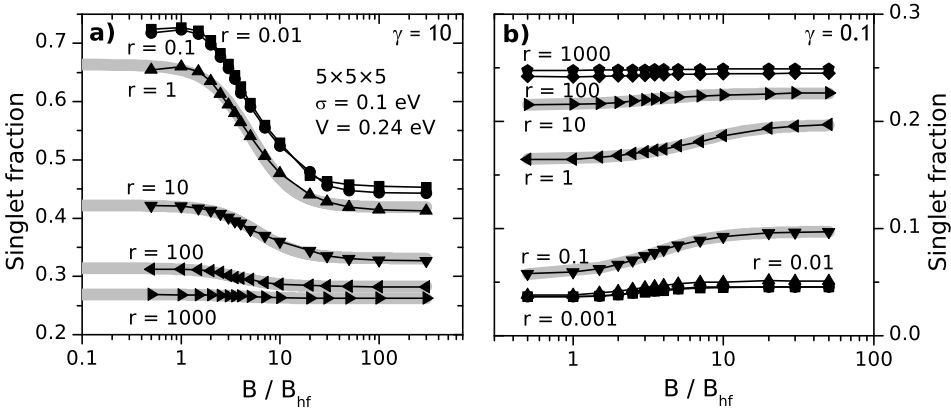 a)
γ = 10
r = 0.01
r = 0.1
r = 1
5×5×5
σ = 0.1 eV
V = 0.24 eV
r = 10
r = 100
r = 1000
0.7
0.6
0.5
0.4
0.3
0.2
Singlet fraction
0.1 1 10 100
B / Bhf
b)
γ = 0.1
r = 1000
r = 100
r = 10
r = 1
r = 0.1
r = 0.01
r = 0.001
0.3
0.2
0.1
0.0
Singlet fraction
1 10 100
B / Bhf